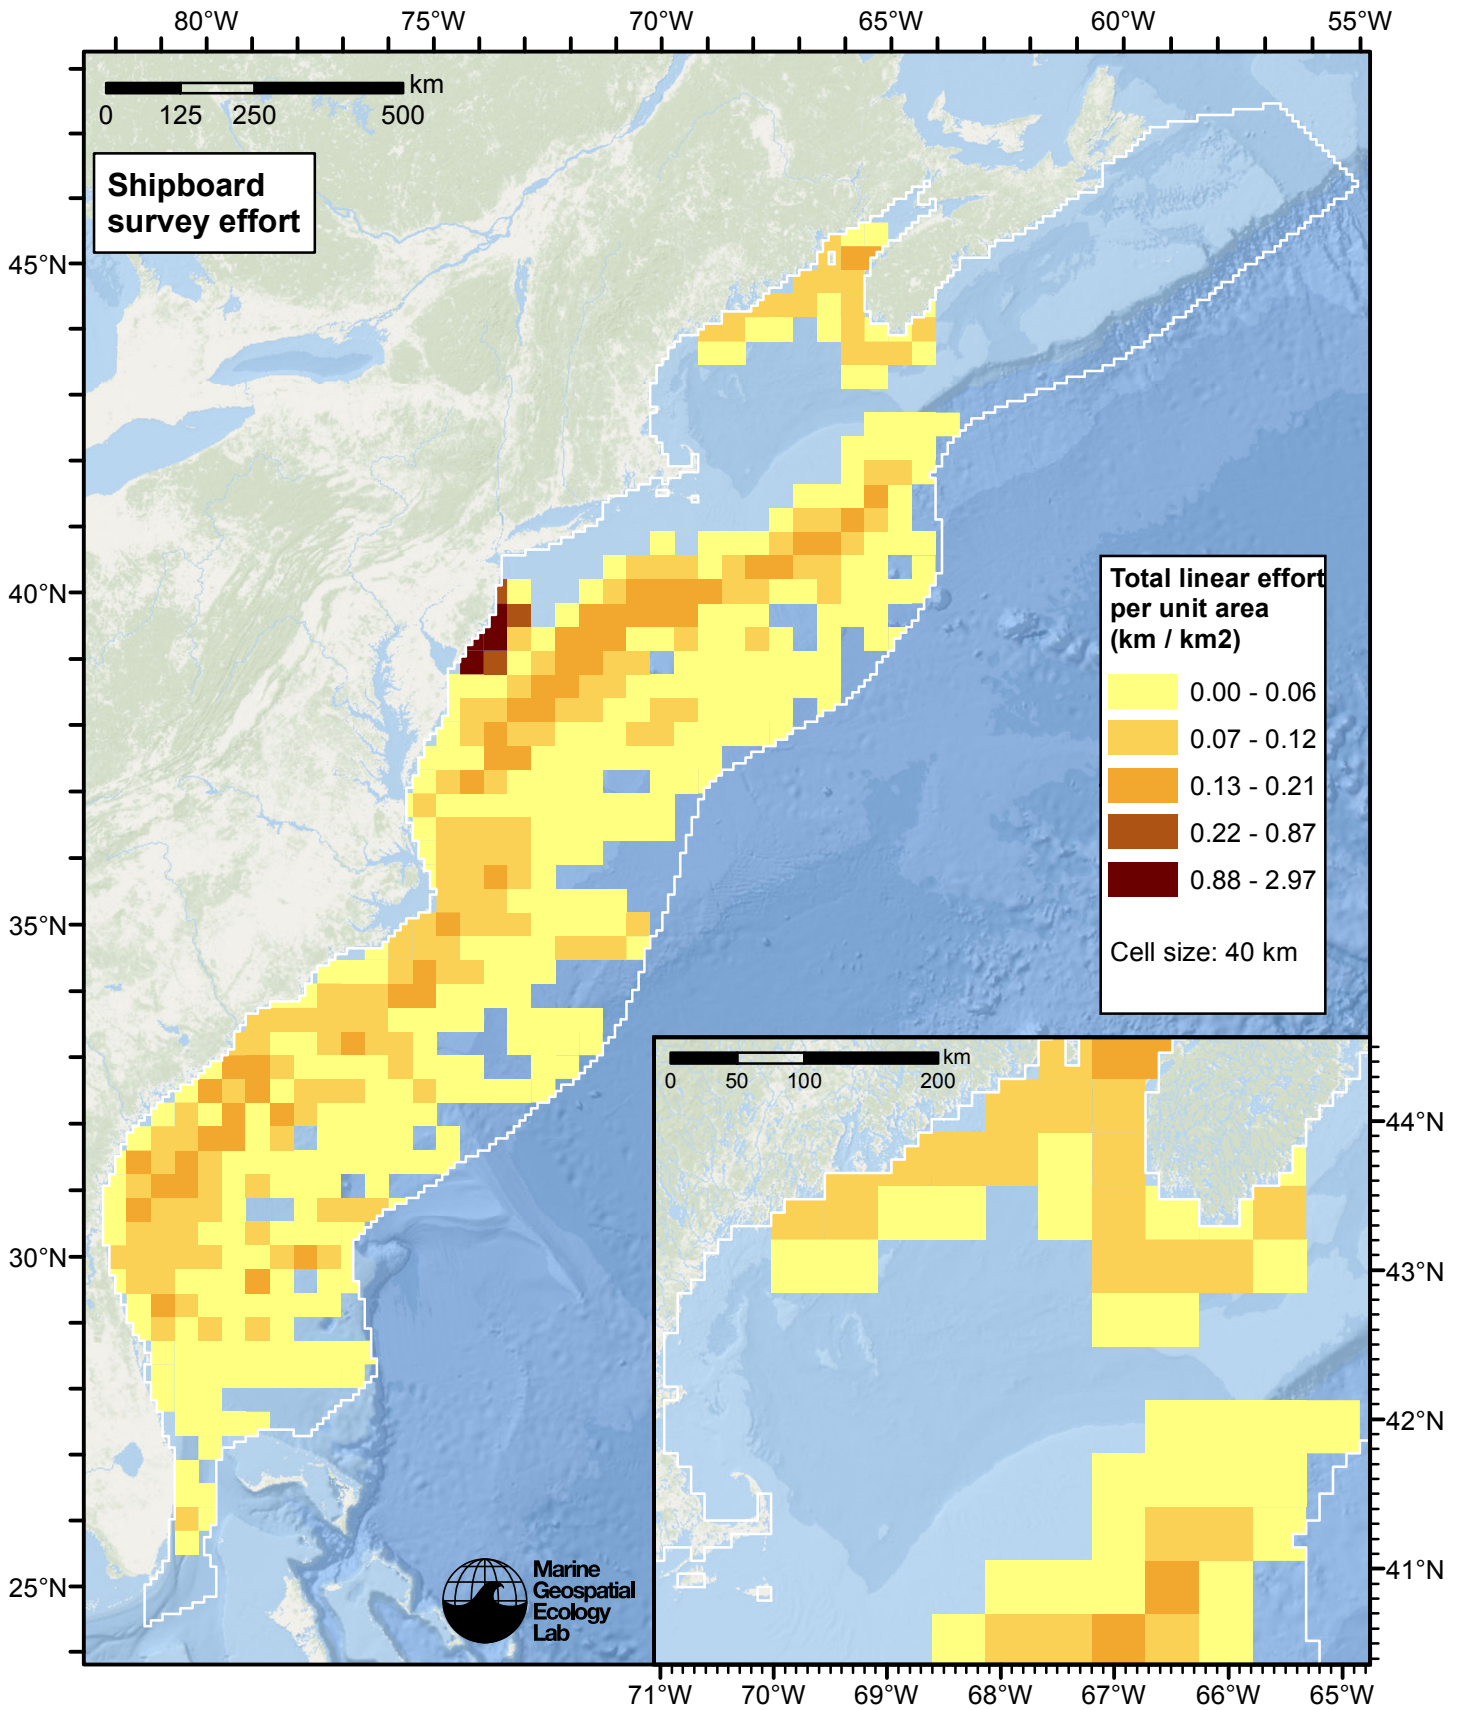 80°W 75°W 70°W 65°W 60°W 55°W
km
0 125 250 500
Shipboard
survey effort
45°N
40°N
35°N
30°N
25°N
Total linear effort
per unit area
(km / km2)
0.00 - 0.06
0.07 - 0.12
0.13 - 0.21
0.22 - 0.87
0.88 - 2.97
Cell size: 40 km
km
0 50 100 200
44°N
43°N
42°N
41°N
Marine
Geospatial
Ecology
Lab
71°W 70°W 69°W 68°W 67°W 66°W 65°W